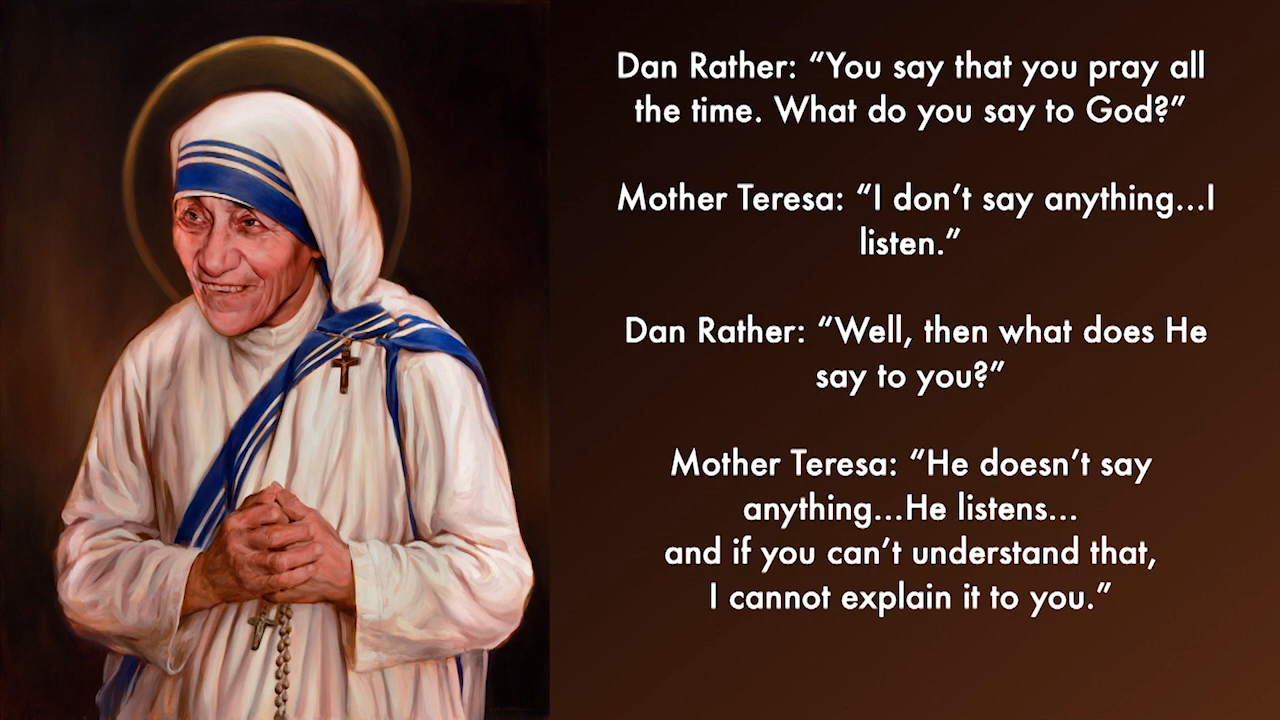 Dan Rather: “You say that you pray all
the time. What do you say to God?”
Mother Teresa: “I don’t say anything...I
listen.”
Dan Rather: “Well, then what does He
say to you?”
Mother Teresa: “He doesn’t say
anything...He listens...
and if you can’t understand that,
I cannot explain it to you.”